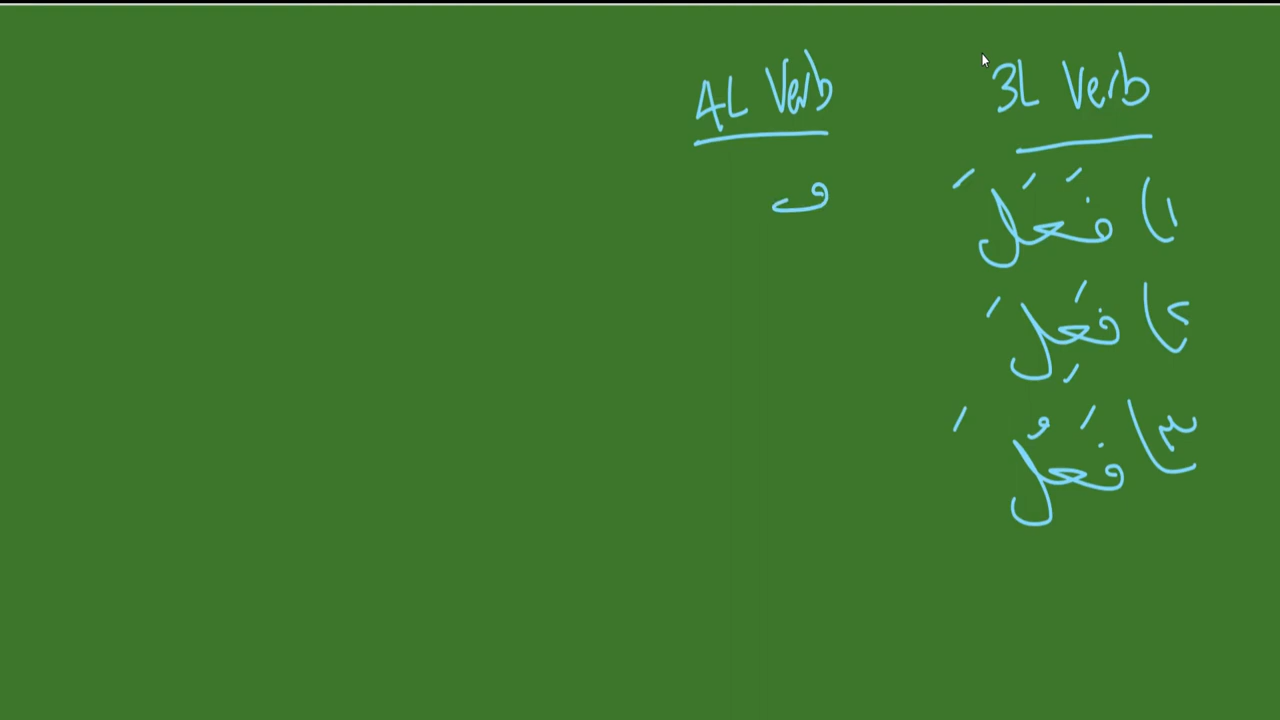 3L Verb
١) فَعَلَ
٢) فَعِلَ
٣) فَعُلَ
4L Verb
ف